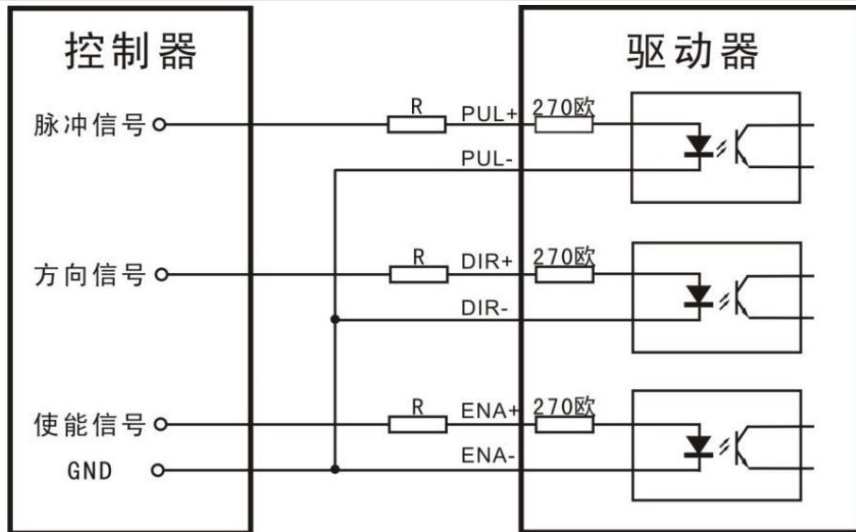 控制器
驱动器
脉冲信号
R
PUL+
270欧
PUL-
方向信号
R
DIR+
270欧
DIR-
使能信号
R
ENA+
270欧
GND
ENA-